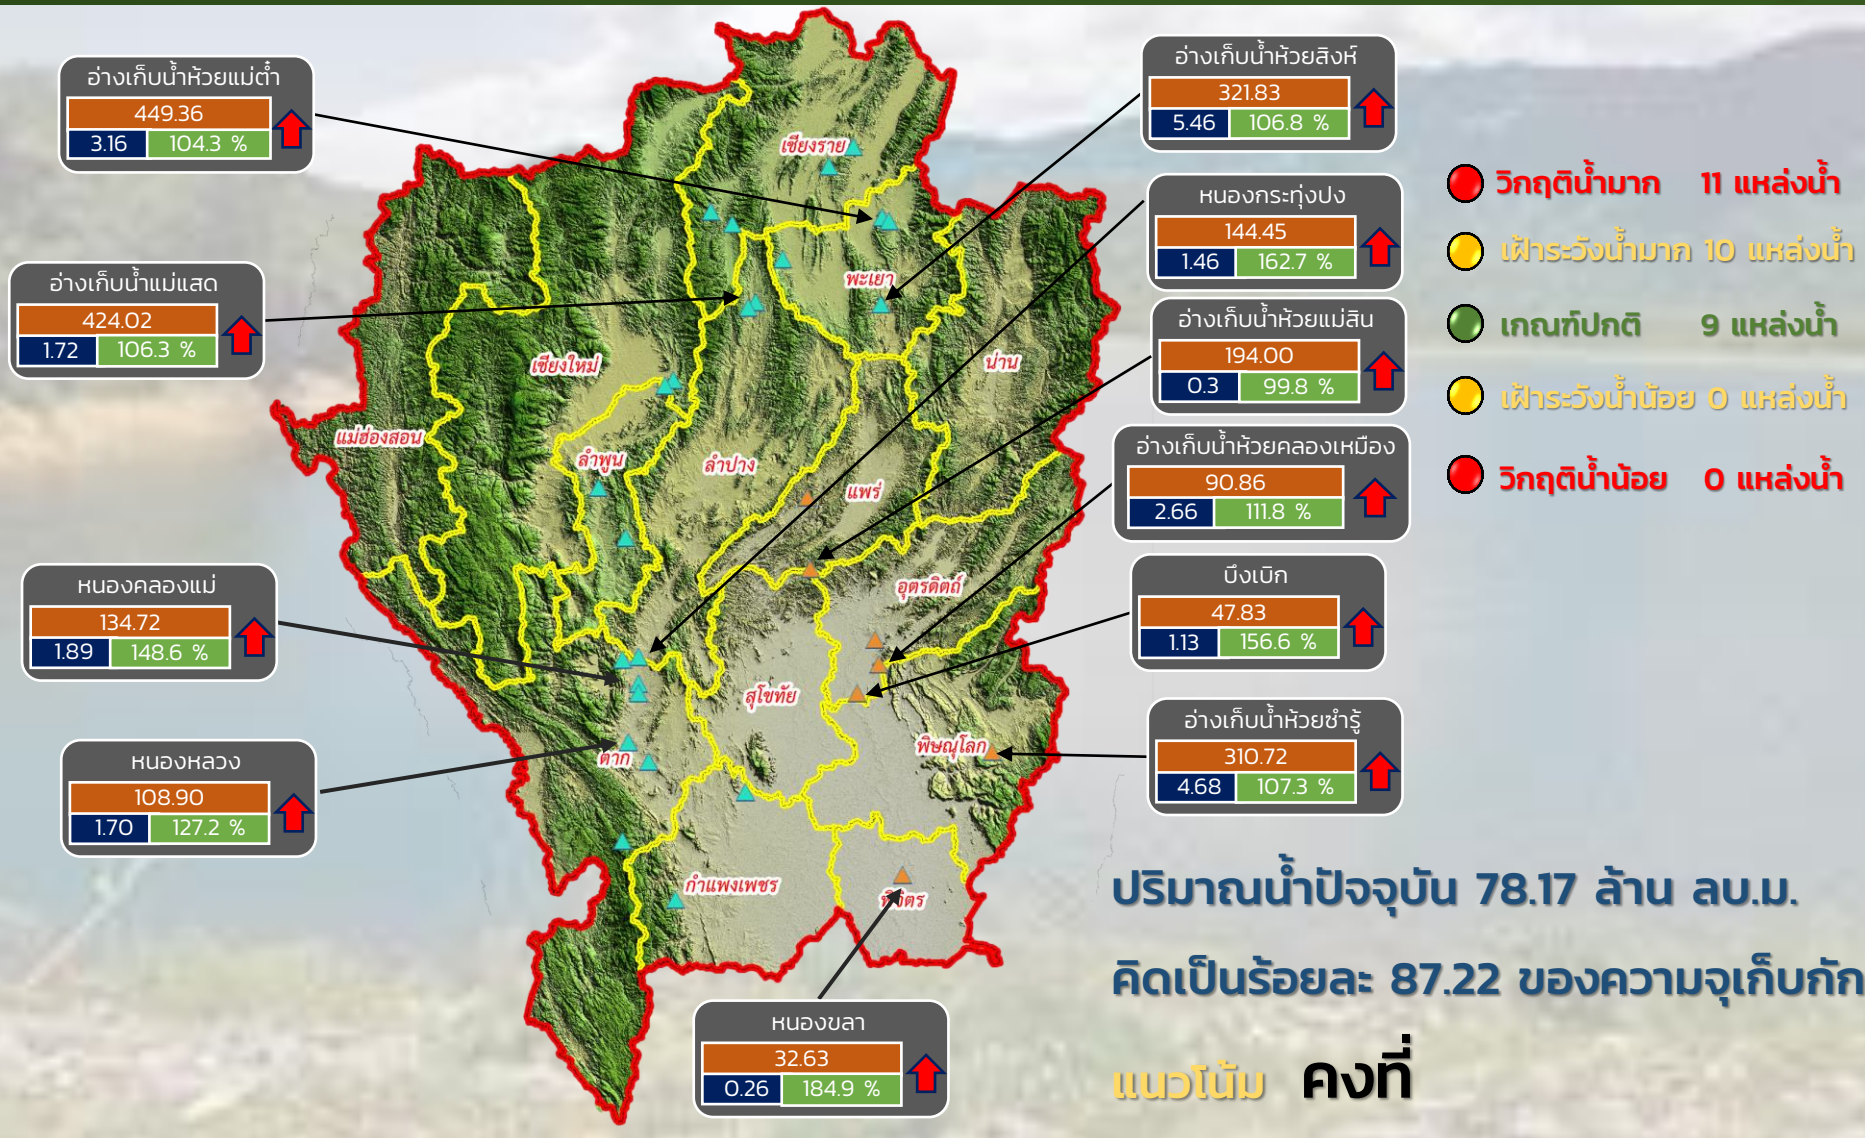 อ่างเก็บน้ำห้วยแม่ต๋ำ
449.36
3.16 104.3 %
อ่างเก็บน้ำแม่แสด
424.02
1.72 106.3 %
หนองคลองแม่
134.72
1.89 148.6 %
หนองหลวง
108.90
1.70 127.2 %
เชียงราย
พะเยา
น่าน
เชียงใหม่
แม่ฮ่องสอน
ลำพูน
ลำปาง
แพร่
อุตรดิตถ์
สุโขทัย
พิษณุโลก
ตาก
กำแพงเพชร
พิจิตร
หนองขลา
32.63
0.26 184.9 %
อ่างเก็บน้ำห้วยสิงห์
321.83
5.46 106.8 %
หนองกระทุ่งปง
144.45
1.46 162.7 %
อ่างเก็บน้ำห้วยแม่สิน
194.00
0.3 99.8 %
อ่างเก็บน้ำห้วยคลองเหมือง
90.86
2.66 111.8 %
บึงเบิก
47.83
1.13 156.6 %
อ่างเก็บน้ำห้วยซำรู้
310.72
4.68 107.3 %
วิกฤติน้ำมาก 11 แหล่งน้ำ
เฝ้าระวังน้ำมาก 10 แหล่งน้ำ
เกณฑ์ปกติ 9 แหล่งน้ำ
เฝ้าระวังน้ำน้อย 0 แหล่งน้ำ
วิกฤติน้ำน้อย 0 แหล่งน้ำ
ปริมาณน้ำปัจจุบัน 78.17 ล้าน ลบ.ม.
คิดเป็นร้อยละ 87.22 ของความจุเก็บกัก
แนวโน้ม คงที่